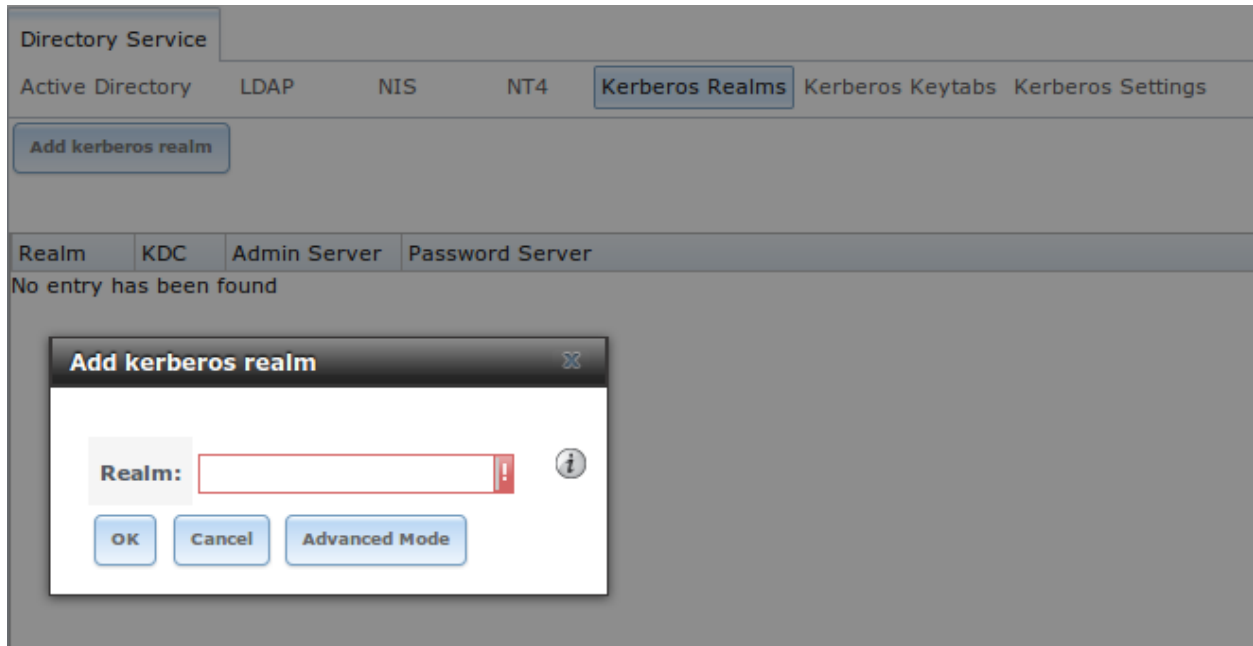 Directory Service
Active Directory LDAP NIS NT4 Kerberos Realms Kerberos Keytabs Kerberos Settings
Add kerberos realm
Realm KDC Admin Server Password Server
No entry has been found
Add kerberos realm
Realm: !
OK Cancel Advanced Mode